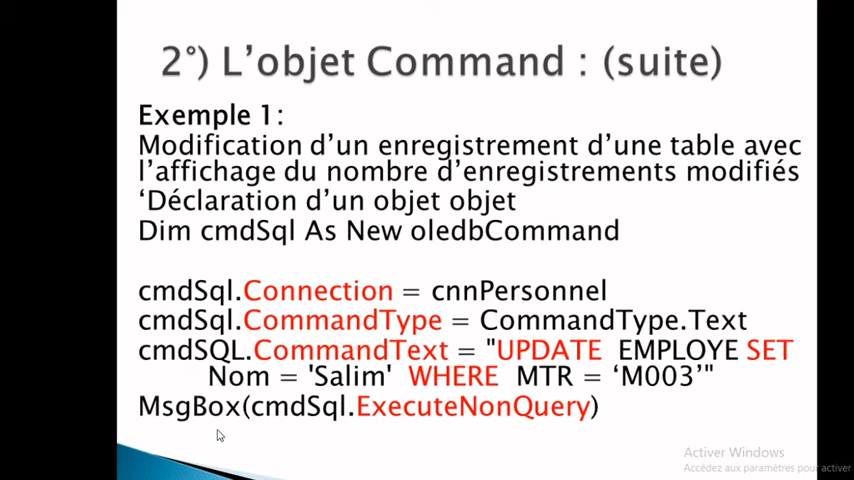 2°) L’objet Command : (suite)
Exemple 1:
Modification d’un enregistrement d’une table avec
l’affichage du nombre d’enregistrements modifiés
‘Déclaration d’un objet objet
Dim cmdSql As New oledbCommand
cmdSql.Connection = cnnPersonnel
cmdSql.CommandType = CommandType.Text
cmdSQL.CommandText = "UPDATE EMPLOYE SET
Nom = 'Salim' WHERE MTR = ‘M003’"
MsgBox(cmdSql.ExecuteNonQuery)
Activer Windows
Accédez aux paramètres pour activer